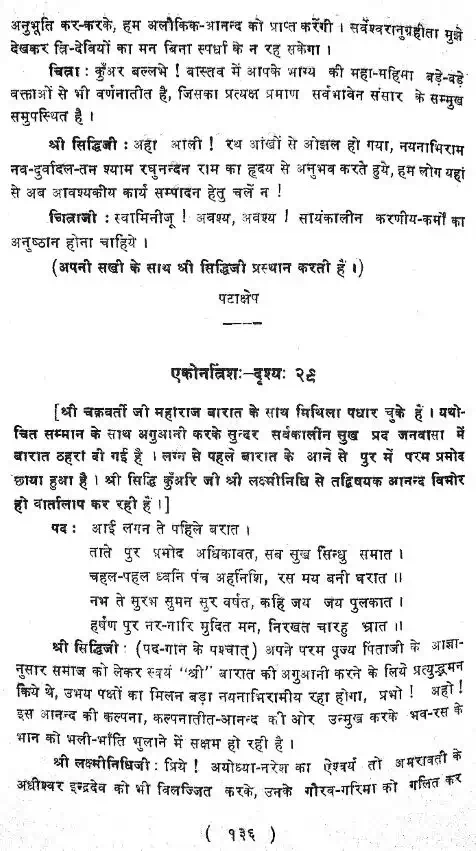 अनुभूति कर-करके, हम अलौकिक-आनन्द को प्राप्त करेंगी । सर्वेश्वरानुग्रहीता मुझे
देखकर त्रि-देवियों का मन बिना स्पर्धा के न रह सकेगा ।
चित्रा : कुँअर बल्लभे ! वास्तव में आपके भाग्य की महा-महिमा बड़े-बड़े
वक्ताओं से भी वर्णनातीत है, जिसका प्रत्यक्ष प्रमाण सर्वभावेन संसार के सम्मुख
समुपस्थित है ।
श्री सिद्धिजी : अहा आली ! रथ आंखों से ओझल हो गया, नयनाभिराम
नव-दुर्वादल-तन श्याम रघुनन्दन राम का हृदय से अनुभव करते हुये, हम लोग यहां
से अब आवश्यकीय कार्य सम्पादन हेतु चलें न !
चित्राजी : स्वामिनीजू ! अवश्य, अवश्य ! सायंकालीन करणीय-कर्मों का
अनुष्ठान होना चाहिये ।
(अपनी सखी के साथ श्री सिद्धिजी प्रस्थान करती हैं ।)
पटाक्षेप
एकोनत्रिंशः-दृश्यः २९
[श्री चक्रवर्ती जी महाराज बारात के साथ मिथिला पधार चुके हैं । यथो-
चित सम्मान के साथ अगुआनी करके सुन्दर सर्वकालीन सुख प्रद जनवासा में
बारात ठहरा दी गई है । लग्न से पहले बारात के आने से पुर में परम प्रमोद
छाया हुआ है । श्री सिद्धि कुँअरि जी श्री लक्ष्मीनिधि से तद्विषयक आनन्द विभोर
हो वार्तालाप कर रही हैं ।]
पद : आई लगन ते पहिले बरात ।
ताते पुर प्रमोद अधिकावत, सब सुख सिन्धु समात ।
चहल-पहल ध्वनि पंच अहर्निशि, रस मय बनी घरात ॥
नभ ते सुरभ सुमन सुर वर्षत, कहि जय जय पुलकात ।
हर्षण पुर नर-गारि मुदित मन, निरखत चारहु भ्रात ॥
श्री सिद्धिजी : (पद-गान के पश्चात्) अपने परम पूज्य पिताजी के आज्ञा-
नुसार समाज को लेकर स्वयं "श्री" बारात की अगुआनी करने के लिये प्रत्युद्गमन
किये थे, उभय पक्षों का मिलन बड़ा नयनाभिरामीय रहा होगा, प्रभो ! अहो !
इस आनन्द की कल्पना, कल्पनातीत-आनन्द की ओर उन्मुख करके भव-रस के
भान को भली-भाँति भुलाने में सक्षम हो रही है ।
श्री लक्ष्मीनिधिजी : प्रिये ! अयोध्या-नरेश का ऐश्वर्य तो अमरावती के
अधीश्वर इन्द्रदेव को भी विलज्जित करके, उनके गौरव-गरिमा को गलित कर
( १३६ )